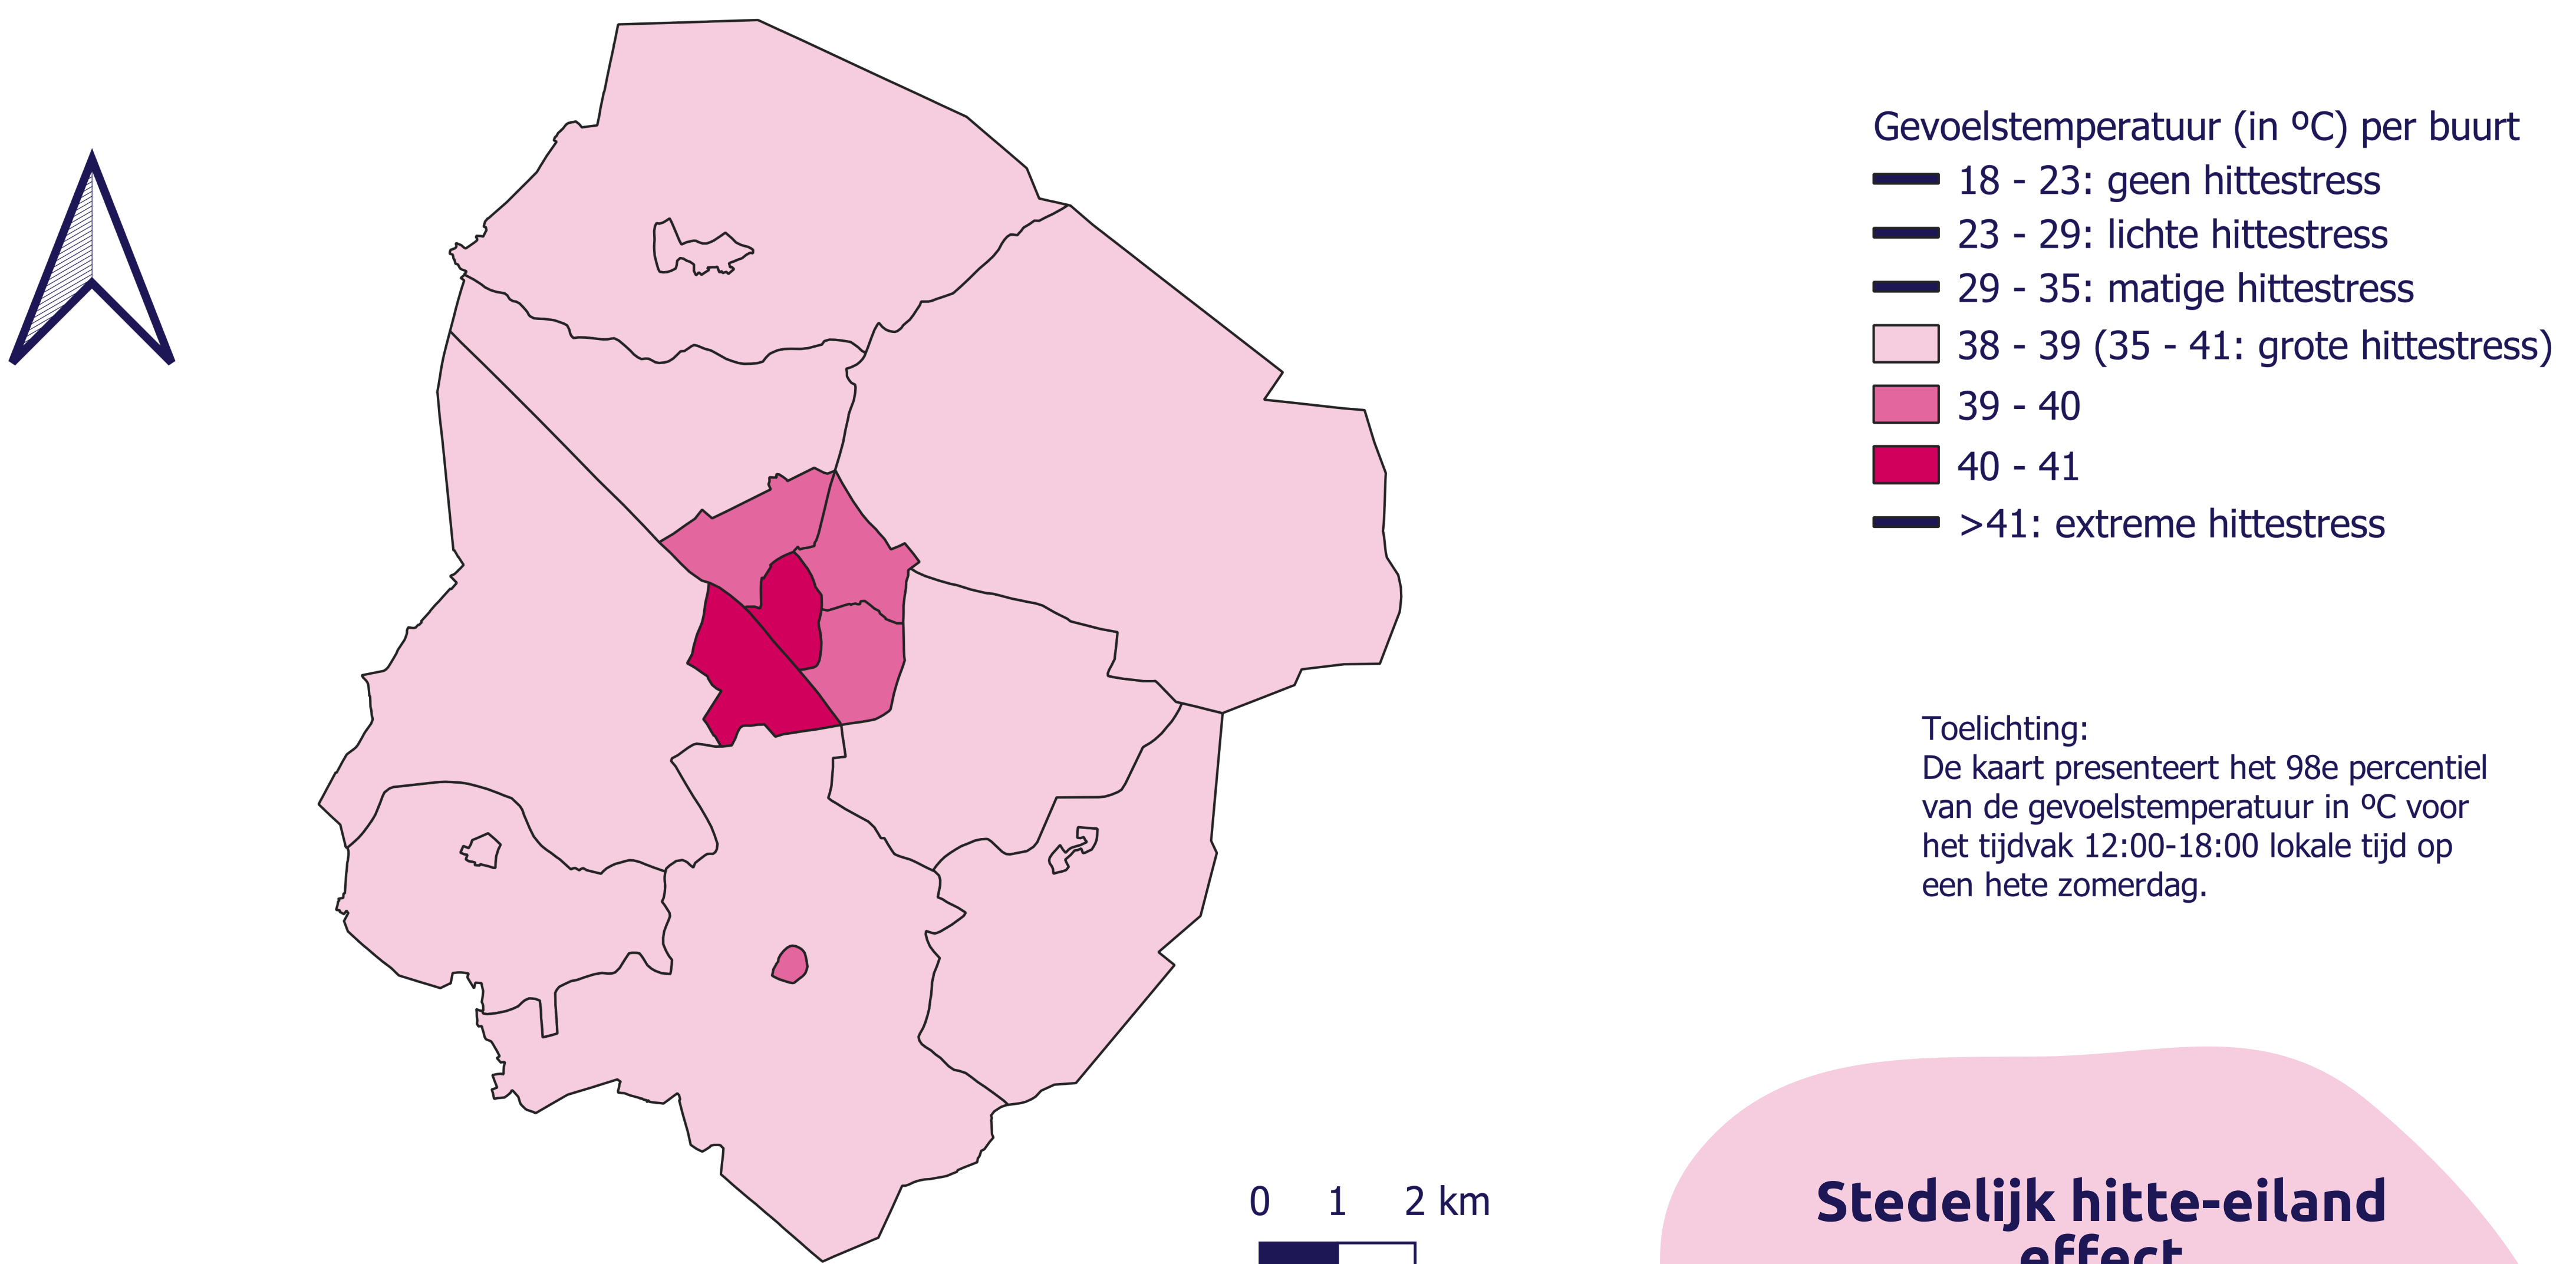 Gevoelstemperatuur (in ºC) per buurt
18 - 23: geen hittestress
23 - 29: lichte hittestress
29 - 35: matige hittestress
38 - 39 (35 - 41: grote hittestress)
39 - 40
40 - 41
>41: extreme hittestress
Toelichting:
De kaart presenteert het 98e percentiel
van de gevoelstemperatuur in ºC voor
het tijdvak 12:00-18:00 lokale tijd op
een hete zomerdag.
0 1 2 km
Stedelijk hitte-eiland
effect